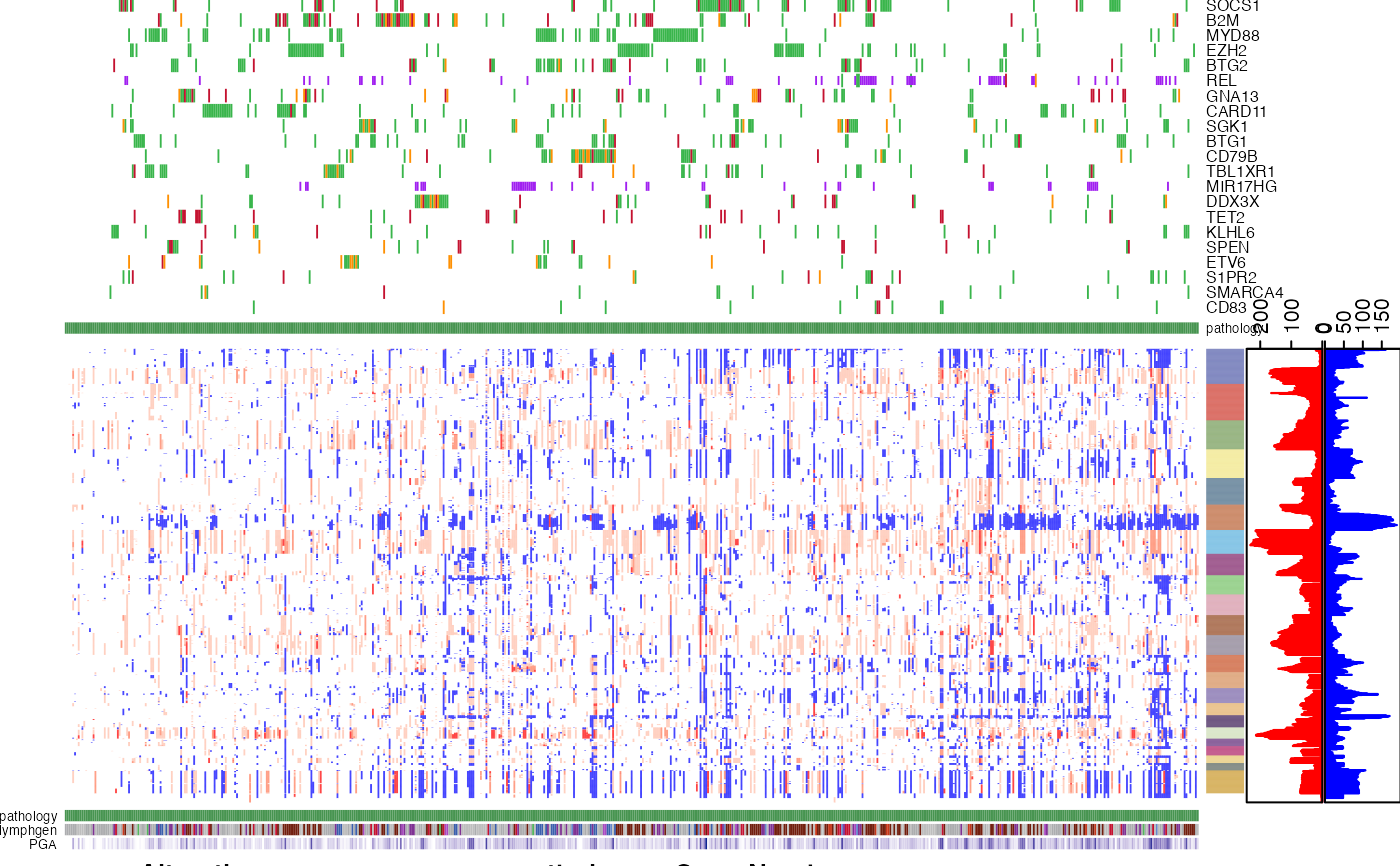 SOCS1
B2M
MYD88
EZH2
BTG2
REL
GNA13
CARD11
SGK1
BTG1
CD79B
TBL1XR1
MIR17HG
DDX3X
TET2
KLHL6
SPEN
ETV6
S1PR2
SMARCA4
CD83
pathology
200
100
0
0
50
100
150
pathology
lymphgen
PGA